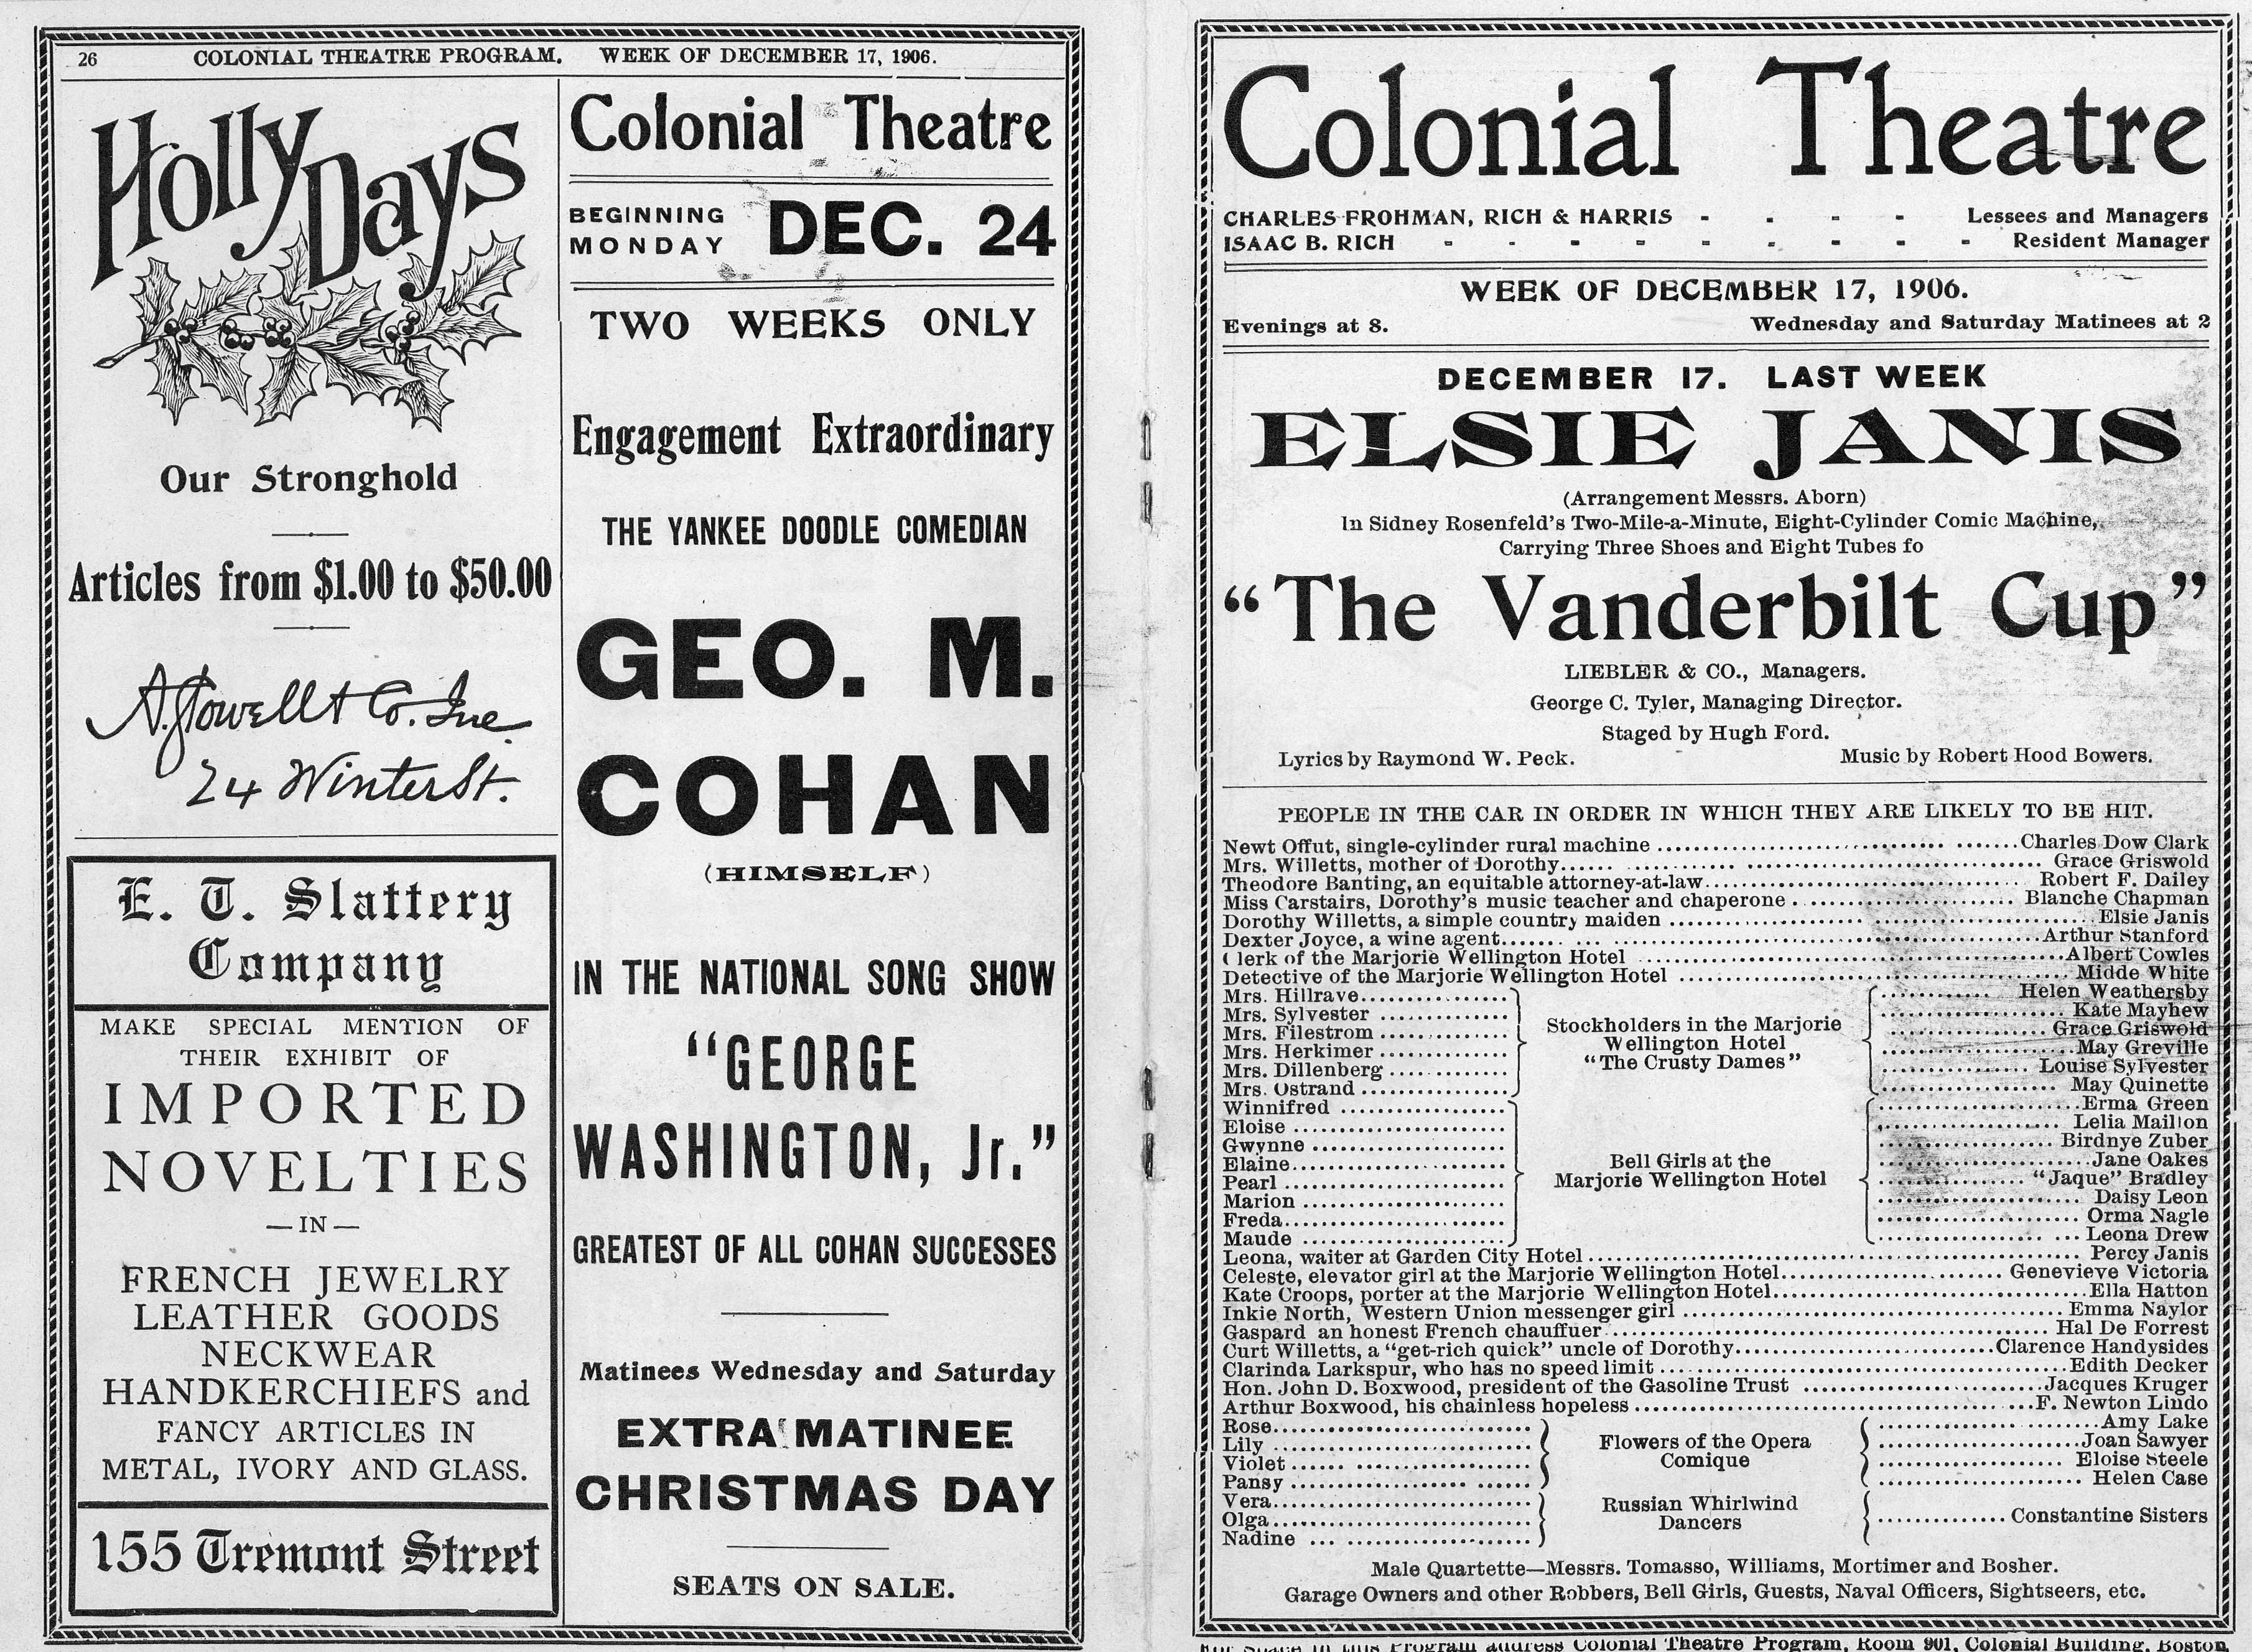 26 COLONIAL THEATRE PROGRAM. WEEK OF DECEMBER 17, 1906.
Holly Days
Our Stronghold
Articles from $1.00 to $50.00
A. Stowell & Co. Inc.
24 Winter St.
E. T. Slattery
Company
MAKE SPECIAL MENTION OF
THEIR EXHIBIT OF
IMPORTED
NOVELTIES
—IN—
FRENCH JEWELRY
LEATHER GOODS
NECKWEAR
HANDKERCHIEFS and
FANCY ARTICLES IN
METAL, IVORY AND GLASS.
155 Tremont Street
Colonial Theatre
BEGINNING
MONDAY DEC. 24
TWO WEEKS ONLY
Engagement Extraordinary
THE YANKEE DOODLE COMEDIAN
GEO. M.
COHAN
(HIMSELF)
IN THE NATIONAL SONG SHOW
"GEORGE
WASHINGTON, Jr."
GREATEST OF ALL COHAN SUCCESSES
Matinees Wednesday and Saturday
EXTRA MATINEE
CHRISTMAS DAY
SEATS ON SALE.
Colonial Theatre
CHARLES FROHMAN, RICH & HARRIS - - - - Lessees and Managers
ISAAC B. RICH - - - - - - - - - Resident Manager
WEEK OF DECEMBER 17, 1906.
Evenings at 8. Wednesday and Saturday Matinees at 2
DECEMBER 17. LAST WEEK
ELSIE JANIS
(Arrangement Messrs. Aborn)
In Sidney Rosenfeld's Two-Mile-a-Minute, Eight-Cylinder Comic Machine,
Carrying Three Shoes and Eight Tubes fo
"The Vanderbilt Cup"
LIEBLER & CO., Managers.
George C. Tyler, Managing Director.
Staged by Hugh Ford.
Lyrics by Raymond W. Peck. Music by Robert Hood Bowers.
PEOPLE IN THE CAR IN ORDER IN WHICH THEY ARE LIKELY TO BE HIT.
Newt Offut, single-cylinder rural machine ........ Charles Dow Clark
Mrs. Willetts, mother of Dorothy ........ Grace Griswold
Theodore Banting, an equitable attorney-at-law ........ Robert F. Dailey
Miss Carstairs, Dorothy's music teacher and chaperone ........ Blanche Chapman
Dorothy Willetts, a simple country maiden ........ Elsie Janis
Dexter Joyce, a wine agent ........ Arthur Stanford
Clerk of the Marjorie Wellington Hotel ........ Albert Cowles
Detective of the Marjorie Wellington Hotel ........ Midde White
Mrs. Hillrave ........ Helen Weathersby
Mrs. Sylvester ........ Kate Mayhew
Mrs. Filestrom ........ Grace Griswold
Mrs. Herkimer ........ May Greville
Mrs. Dillenberg ........ Louise Sylvester
Mrs. Ostrand ........ May Quinette
Stockholders in the Marjorie
Wellington Hotel
"The Crusty Dames"
Winnifred ........ Erma Green
Eloise ........ Lelia Maillon
Gwynne ........ Birdnye Zuber
Elaine ........ Jane Oakes
Pearl ........ "Jaque" Bradley
Marion ........ Daisy Leon
Freda ........ Orma Nagle
Maude ........ Leona Drew
Bell Girls at the
Marjorie Wellington Hotel
Leona, waiter at Garden City Hotel ........ Percy Janis
Celeste, elevator girl at the Marjorie Wellington Hotel ........ Genevieve Victoria
Kate Croops, porter at the Marjorie Wellington Hotel ........ Ella Hatton
Inkie North, Western Union messenger girl ........ Emma Naylor
Gaspard an honest French chauffuer ........ Hal De Forrest
Curt Willetts, a "get-rich quick" uncle of Dorothy ........ Clarence Handysides
Clarinda Larkspur, who has no speed limit ........ Edith Decker
Hon. John D. Boxwood, president of the Gasoline Trust ........ Jacques Kruger
Arthur Boxwood, his chainless hopeless ........ F. Newton Lindo
Rose ........ Amy Lake
Lily ........ Joan Sawyer
Violet ........ Eloise Steele
Pansy ........ Helen Case
Flowers of the Opera
Comique
Vera
Olga
Nadine
Russian Whirlwind
Dancers ........ Constantine Sisters
Male Quartette—Messrs. Tomasso, Williams, Mortimer and Bosher.
Garage Owners and other Robbers, Bell Girls, Guests, Naval Officers, Sightseers, etc.
For Space in this Program address Colonial Theatre Program, Room 901, Colonial Building, Boston